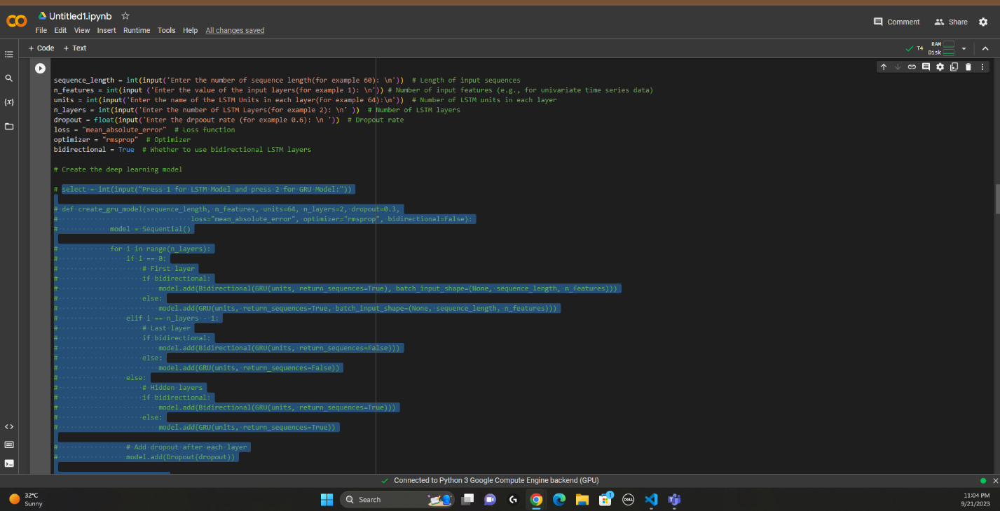 Untitled1.ipynb
File Edit View Insert Runtime Tools Help All changes saved
Comment Share
+ Code + Text
T4 RAM Disk
sequence_length = int(input('Enter the number of sequence length(for example 60): \n')) # Length of input sequences
n_features = int(input ('Enter the value of the input layers(for example 1): \n')) # Number of input features (e.g., for univariate time series data)
units = int(input('Enter the name of the LSTM Units in each layer(For example 64):\n')) # Number of LSTM units in each layer
n_layers = int(input('Enter the number of LSTM Layers(for example 2): \n' )) # Number of LSTM layers
dropout = float(input('Enter the drpoout rate (for example 0.6): \n ')) # Dropout rate
loss = "mean_absolute_error" # Loss function
optimizer = "rmsprop" # Optimizer
bidirectional = True # Whether to use bidirectional LSTM layers
# Create the deep learning model
# select = int(input("Press 1 for LSTM Model and press 2 for GRU Model:"))
# def create_gru_model(sequence_length, n_features, units=64, n_layers=2, dropout=0.3,
# loss="mean_absolute_error", optimizer="rmsprop", bidirectional=False):
# model = Sequential()
# for i in range(n_layers):
# if i == 0:
# # First layer
# if bidirectional:
# model.add(Bidirectional(GRU(units, return_sequences=True), batch_input_shape=(None, sequence_length, n_features)))
# else:
# model.add(GRU(units, return_sequences=True, batch_input_shape=(None, sequence_length, n_features)))
# elif i == n_layers - 1:
# # Last layer
# if bidirectional:
# model.add(Bidirectional(GRU(units, return_sequences=False)))
# else:
# model.add(GRU(units, return_sequences=False))
# else:
# # Hidden layers
# if bidirectional:
# model.add(Bidirectional(GRU(units, return_sequences=True)))
# else:
# model.add(GRU(units, return_sequences=True))
# # Add dropout after each layer
# model.add(Dropout(dropout))
Connected to Python 3 Google Compute Engine backend (GPU)
32°C
Sunny
Search
1
DELL
11:04 PM
9/21/2023